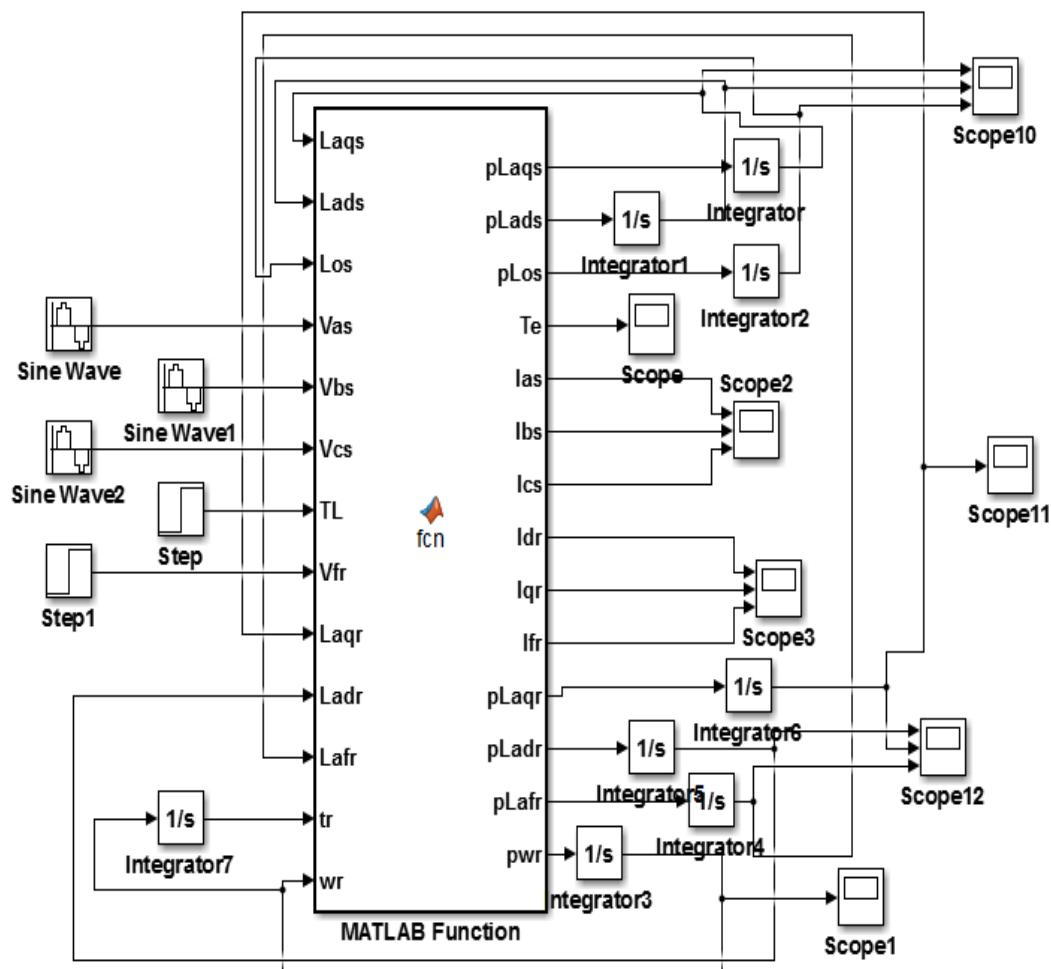 Scope10
Laqs
pLaqs
1/s
Integrator
Lads
pLads
1/s
Integrator1
Los
pLos
1/s
Integrator2
Sine Wave
Vas
Te
Scope
Sine Wave1
Vbs
Ias
Scope2
Sine Wave2
Vcs
Ibs
Ics
Step
TL
fcn
Scope11
Step1
Vfr
Idr
Iqr
Scope3
Laqr
Ifr
Ladr
pLaqr
1/s
Integrator6
Lafr
pLadr
1/s
Integrator5
Scope12
1/s
Integrator7
tr
pLafr
1/s
Integrator4
wr
pwr
1/s
ntegrator3
MATLAB Function
Scope1